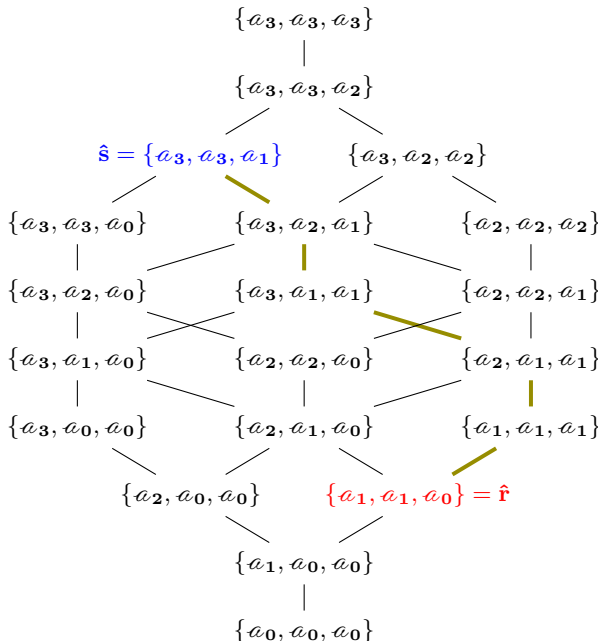 {a₃, a₃, a₃}
{a₃, a₃, a₂}
ŝ = {a₃, a₃, a₁} {a₃, a₂, a₂}
{a₃, a₃, a₀} {a₃, a₂, a₁} {a₂, a₂, a₂}
{a₃, a₂, a₀} {a₃, a₁, a₁} {a₂, a₂, a₁}
{a₃, a₁, a₀} {a₂, a₂, a₀} {a₂, a₁, a₁}
{a₃, a₀, a₀} {a₂, a₁, a₀} {a₁, a₁, a₁}
{a₂, a₀, a₀} {a₁, a₁, a₀} = r̂
{a₁, a₀, a₀}
{a₀, a₀, a₀}